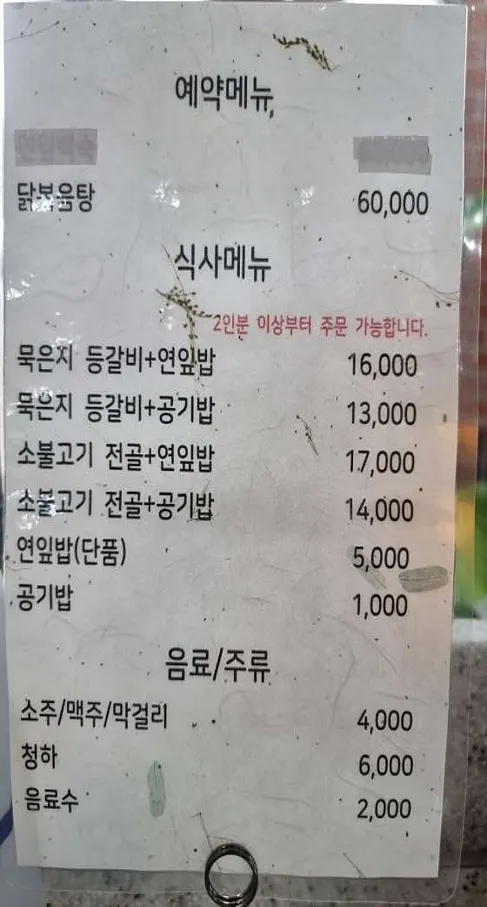 예약메뉴
닭볶음탕 60,000
식사메뉴
2인분 이상부터 주문 가능합니다.
묵은지 등갈비+연잎밥 16,000
묵은지 등갈비+공기밥 13,000
소불고기 전골+연잎밥 17,000
소불고기 전골+공기밥 14,000
연잎밥(단품) 5,000
공기밥 1,000
음료/주류
소주/맥주/막걸리 4,000
청하 6,000
음료수 2,000